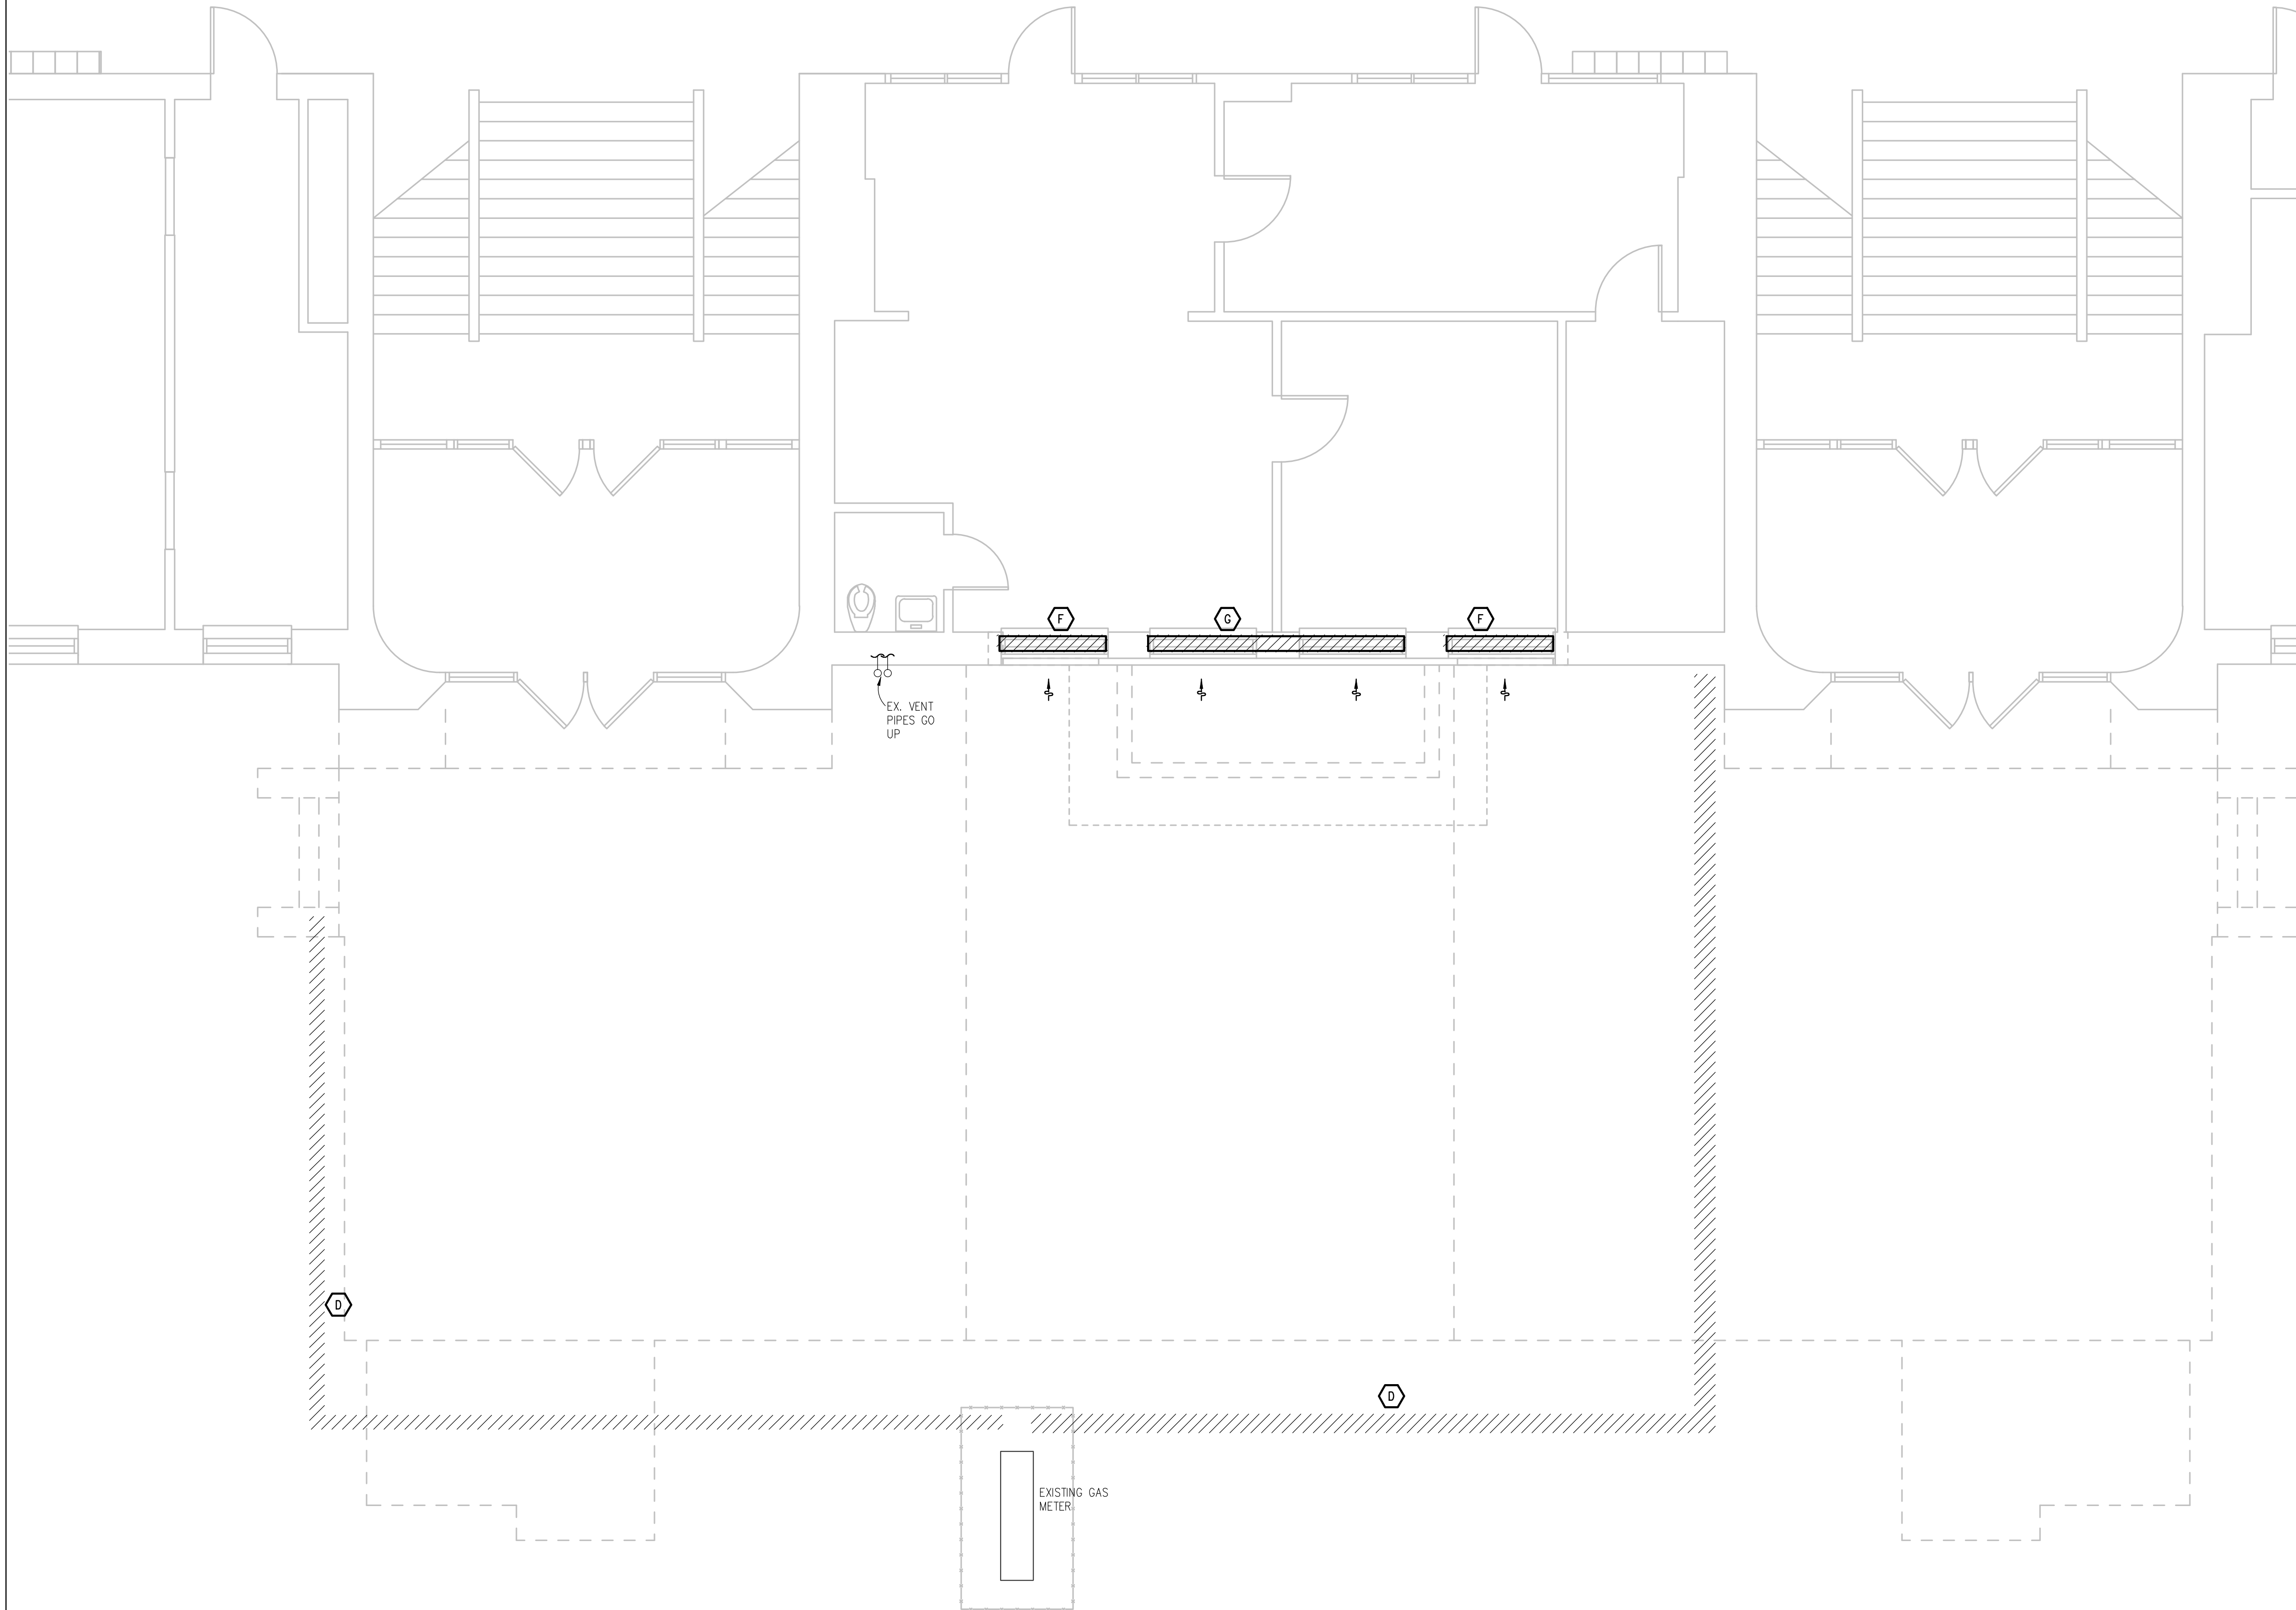 F
G
F
EX. VENT
PIPES GO
UP
D
D
EXISTING GAS
METER